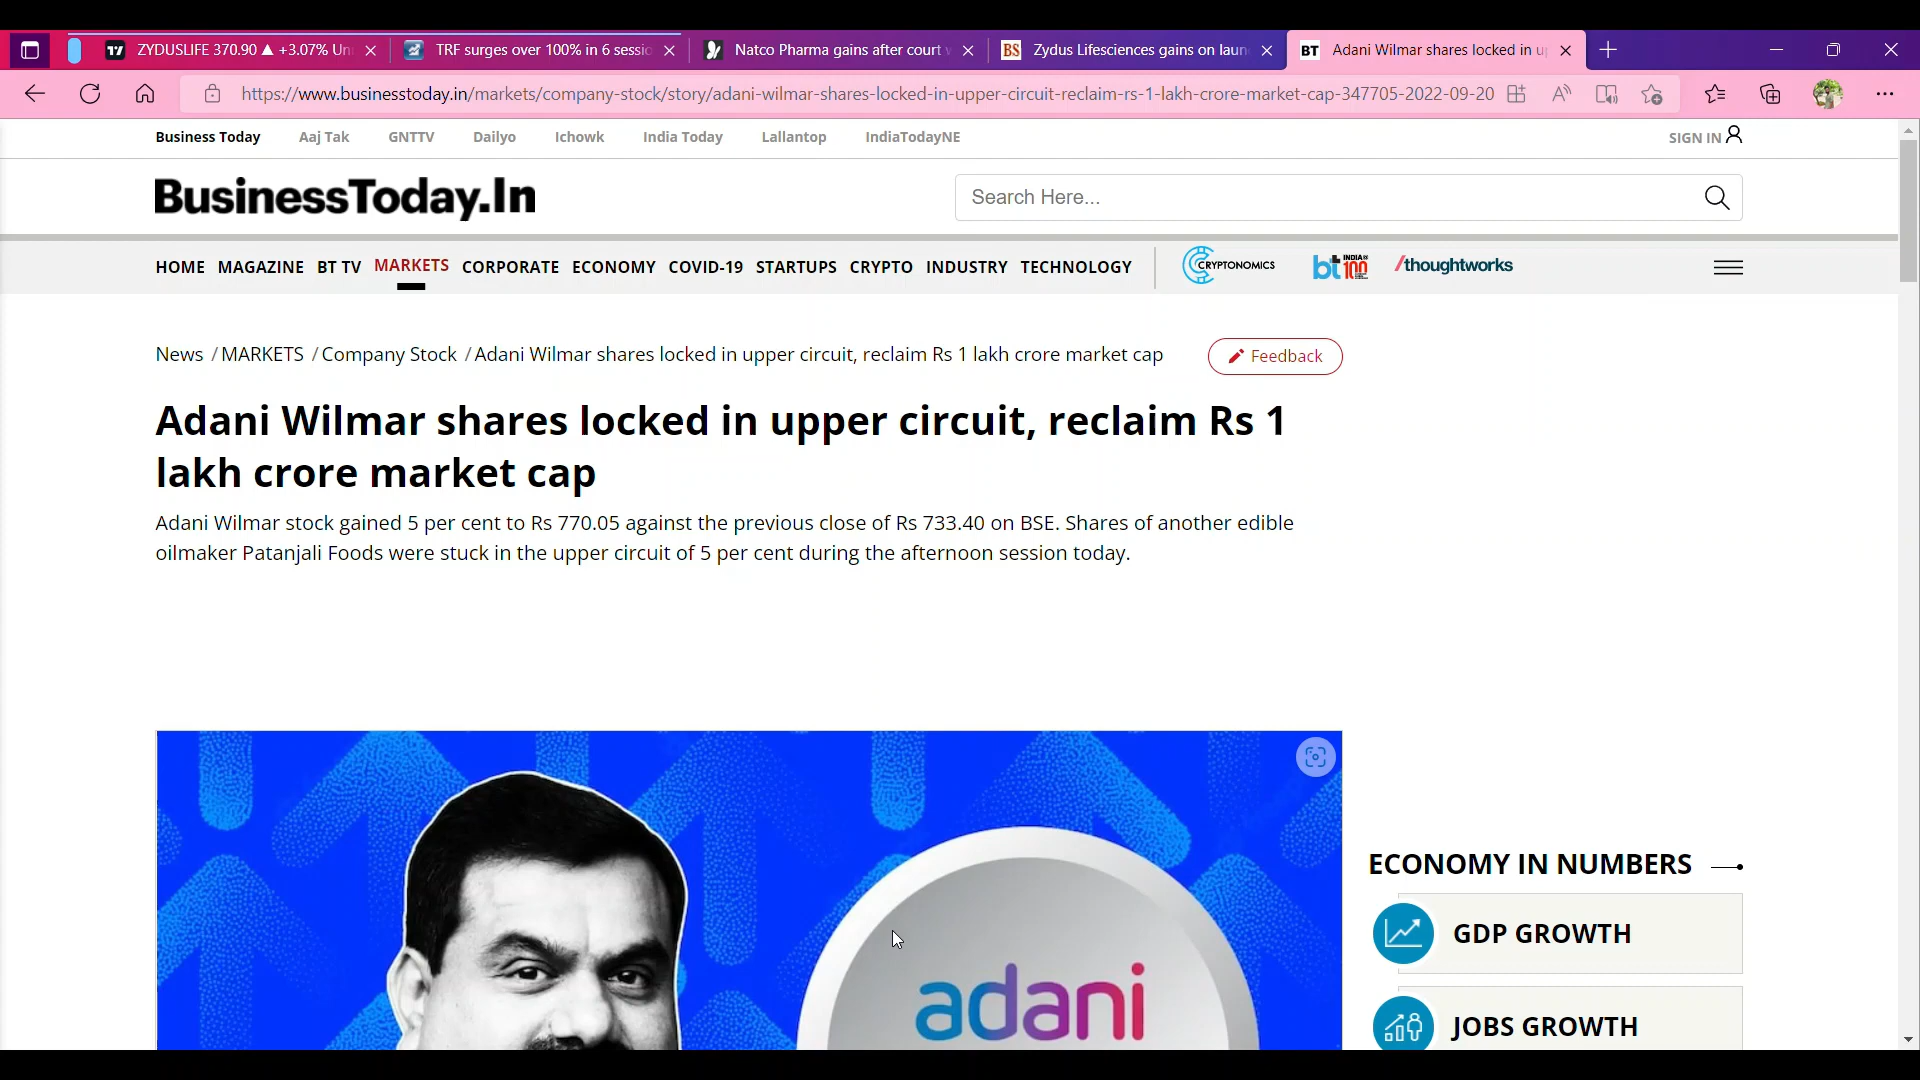 ZYDUSLIFE 370.90 ▲ +3.07% Un
TRF surges over 100% in 6 sessio
Natco Pharma gains after court v
BS Zydus Lifesciences gains on laun
BT Adani Wilmar shares locked in up
https://www.businesstoday.in/markets/company-stock/story/adani-wilmar-shares-locked-in-upper-circuit-reclaim-rs-1-lakh-crore-market-cap-347705-2022-09-20
Business Today Aaj Tak GNTTV Dailyo Ichowk India Today Lallantop IndiaTodayNE SIGN IN
BusinessToday.In
Search Here...
HOME MAGAZINE BT TV MARKETS CORPORATE ECONOMY COVID-19 STARTUPS CRYPTO INDUSTRY TECHNOLOGY CRYPTONOMICS bt INDIA@100 /thoughtworks
News / MARKETS / Company Stock / Adani Wilmar shares locked in upper circuit, reclaim Rs 1 lakh crore market cap
Feedback
Adani Wilmar shares locked in upper circuit, reclaim Rs 1
lakh crore market cap
Adani Wilmar stock gained 5 per cent to Rs 770.05 against the previous close of Rs 733.40 on BSE. Shares of another edible
oilmaker Patanjali Foods were stuck in the upper circuit of 5 per cent during the afternoon session today.
adani
ECONOMY IN NUMBERS
GDP GROWTH
JOBS GROWTH